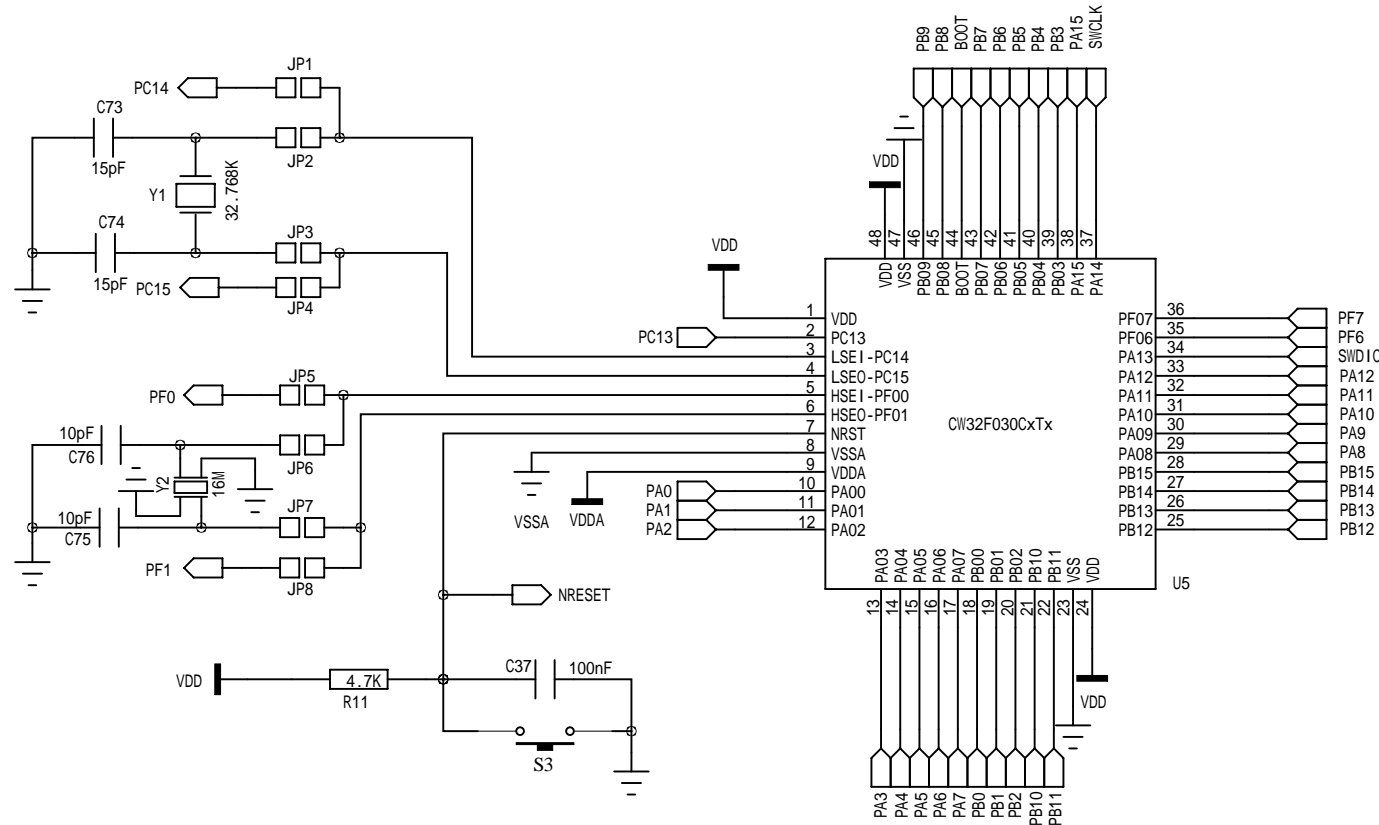 PB9
PB8
BOOT
PB7
PB6
PB5
PB4
PB3
PA15
SWCLK
JP1
PC14
C73
15pF
JP2
Y1
32.768K
C74
15pF
JP3
PC15
JP4
VDD
VDD
48
47
46
45
44
43
42
41
40
39
38
37
VDD
VSS
PB09
PB08
BOOT
PB07
PB06
PB05
PB04
PB03
PA15
PA14
1 VDD
PC13 2 PC13
3 LSEI-PC14
4 LSEO-PC15
5 HSEI-PF00
6 HSEO-PF01
7 NRST
8 VSSA
9 VDDA
PA0 10 PA00
PA1 11 PA01
PA2 12 PA02
VSSA
VDDA
CW32F030CxTx
PF07 36 PF7
PF06 35 PF6
PA13 34 SWDIO
PA12 33 PA12
PA11 32 PA11
PA10 31 PA10
PA09 30 PA9
PA08 29 PA8
PB15 28 PB15
PB14 27 PB14
PB13 26 PB13
PB12 25 PB12
U5
JP5
PF0
10pF
C76
JP6
Y2
16M
10pF
C75
JP7
PF1
JP8
PA03
PA04
PA05
PA06
PA07
PB00
PB01
PB02
PB10
PB11
VSS
VDD
13
14
15
16
17
18
19
20
21
22
23
24
NRESET
VDD
4.7K
R11
C37
100nF
S3
VDD
PA3
PA4
PA5
PA6
PA7
PB0
PB1
PB2
PB10
PB11